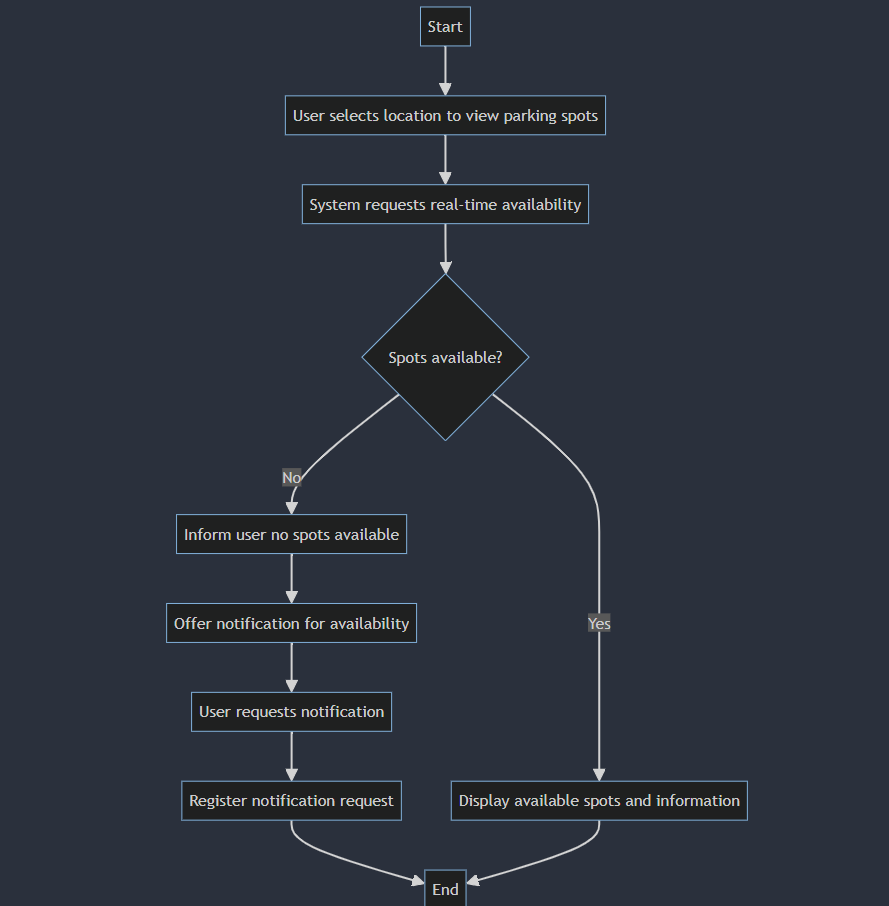 Start
User selects location to view parking spots
System requests real-time availability
Spots available?
No
Inform user no spots available
Offer notification for availability
Yes
User requests notification
Register notification request
Display available spots and information
End